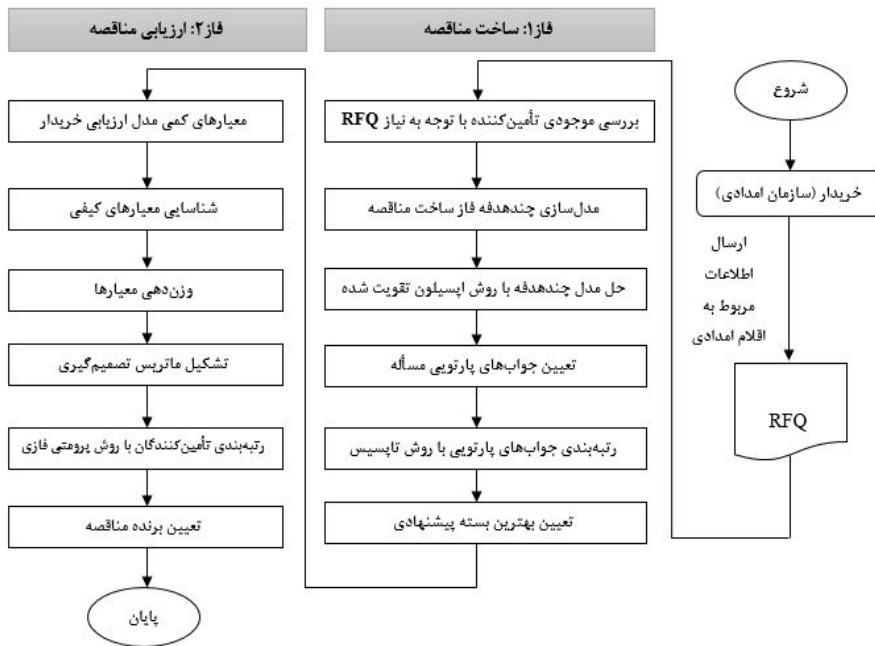 شروع
خریدار (سازمان امدادی)
ارسال
اطلاعات
مربوط به
اقلام امدادی
RFQ
فاز۱: ساخت مناقصه
بررسی موجودی تأمین‌کننده با توجه به نیاز RFQ
مدل‌سازی چندهدفه فاز ساخت مناقصه
حل مدل چندهدفه با روش اپسیلون تقویت شده
تعیین جواب‌های پارتویی مسأله
رتبه‌بندی جواب‌های پارتویی با روش تاپسیس
تعیین بهترین بسته پیشنهادی
فاز۲: ارزیابی مناقصه
معیارهای کمی مدل ارزیابی خریدار
شناسایی معیارهای کیفی
وزن‌دهی معیارها
تشکیل ماتریس تصمیم‌گیری
رتبه‌بندی تأمین‌کنندگان با روش پرومتی فازی
تعیین برنده مناقصه
پایان